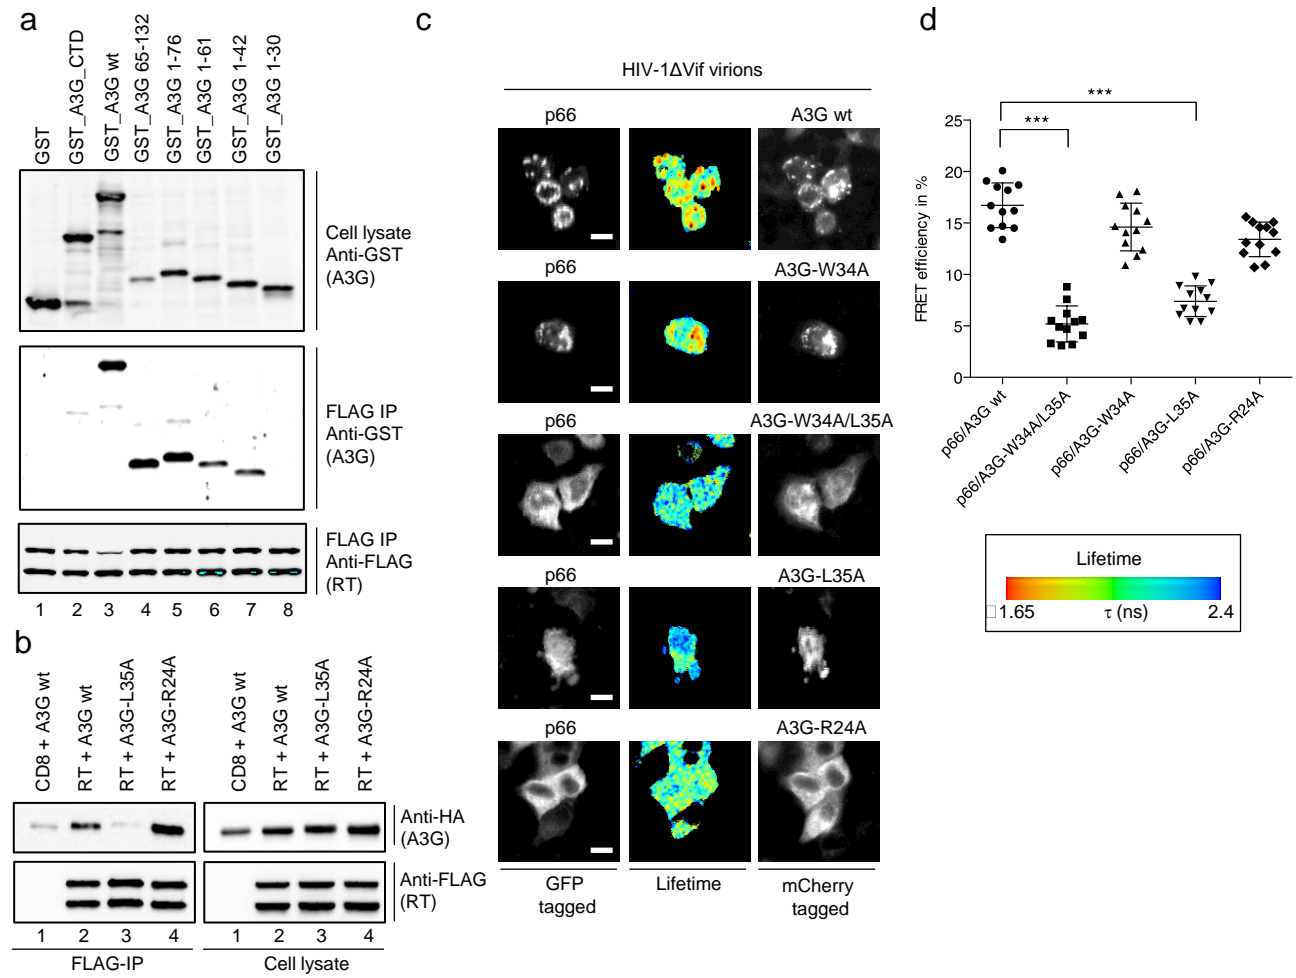 a
GST
GST_A3G_CTD
GST_A3G wt
GST_A3G 65-132
GST_A3G 1-76
GST_A3G 1-61
GST_A3G 1-42
GST_A3G 1-30
Cell lysate
Anti-GST
(A3G)
FLAG IP
Anti-GST
(A3G)
FLAG IP
Anti-FLAG
(RT)
1 2 3 4 5 6 7 8
b
CD8 + A3G wt
RT + A3G wt
RT + A3G-L35A
RT + A3G-R24A
CD8 + A3G wt
RT + A3G wt
RT + A3G-L35A
RT + A3G-R24A
Anti-HA
(A3G)
Anti-FLAG
(RT)
1 2 3 4 1 2 3 4
FLAG-IP Cell lysate
c
HIV-1ΔVif virions
p66 A3G wt
p66 A3G-W34A
p66 A3G-W34A/L35A
p66 A3G-L35A
p66 A3G-R24A
GFP
tagged
Lifetime
mCherry
tagged
d
***
***
FRET efficiency in %
25
20
15
10
5
0
p66/A3G wt
p66/A3G-W34A/L35A
p66/A3G-W34A
p66/A3G-L35A
p66/A3G-R24A
Lifetime
1.65 τ (ns) 2.4